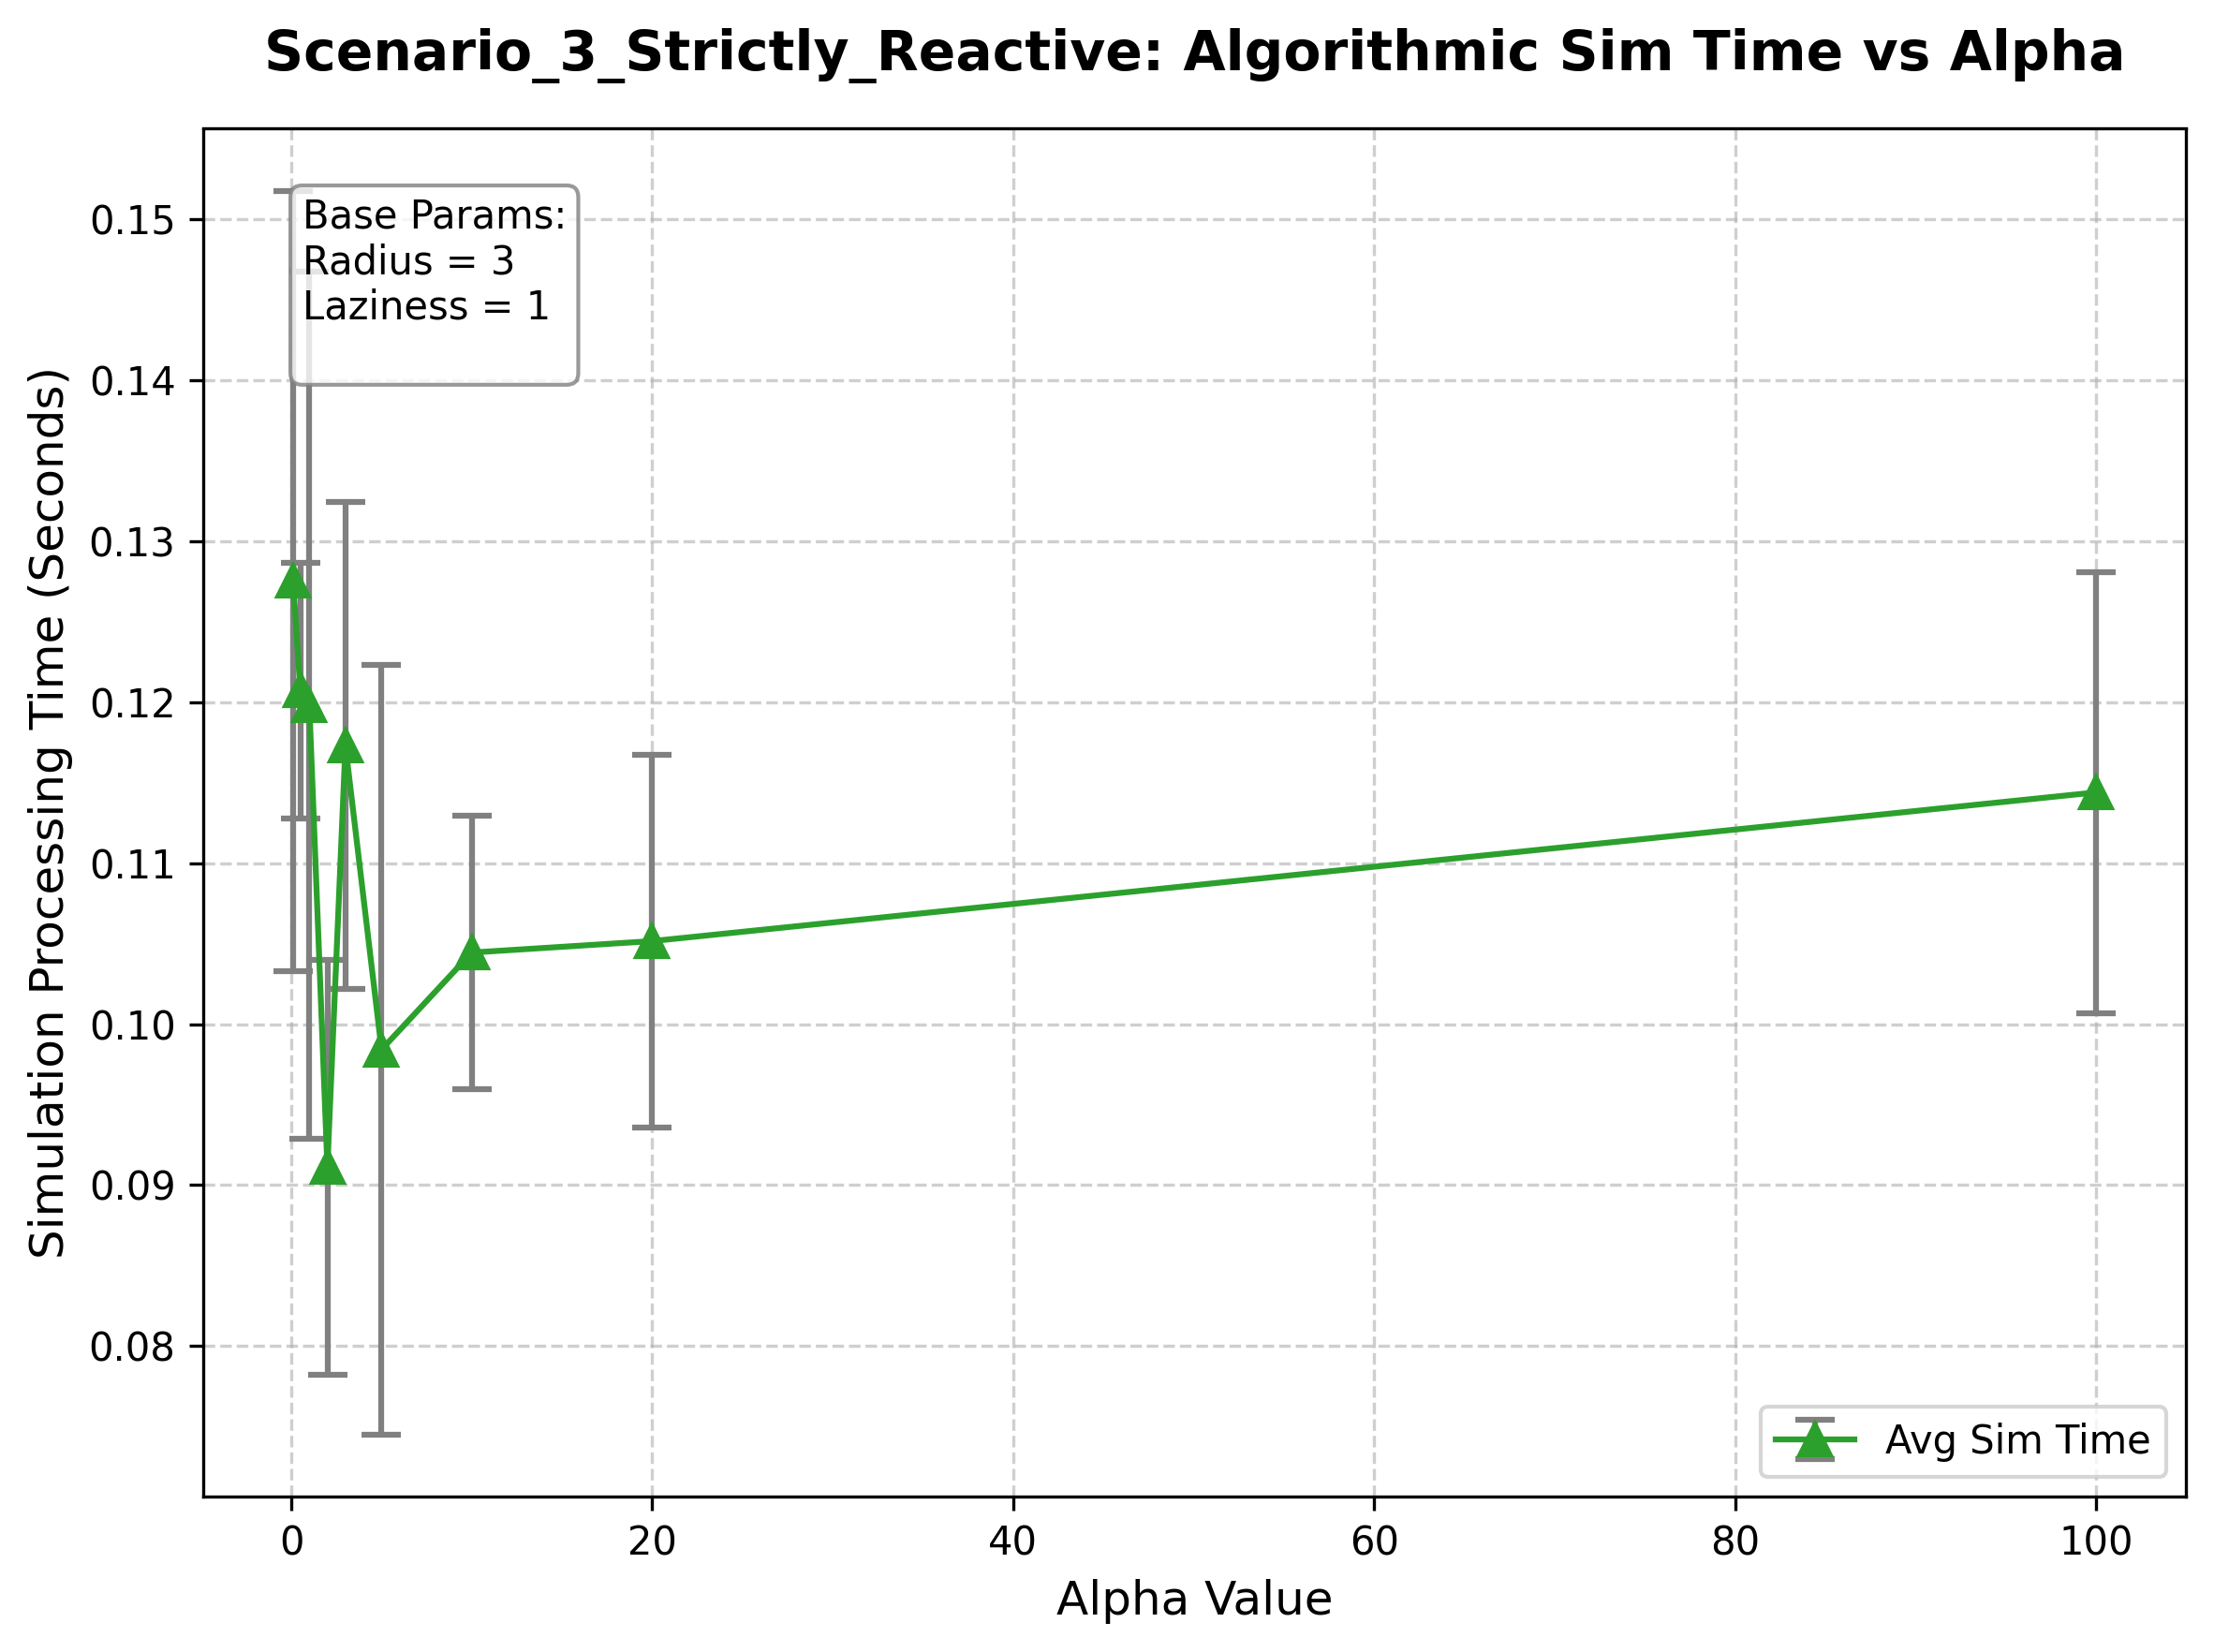 Scenario_3_Strictly_Reactive: Algorithmic Sim Time vs Alpha
Simulation Processing Time (Seconds)
0.15
0.14
0.13
0.12
0.11
0.10
0.09
0.08
Base Params:
Radius = 3
Laziness = 1
Avg Sim Time
0 20 40 60 80 100
Alpha Value